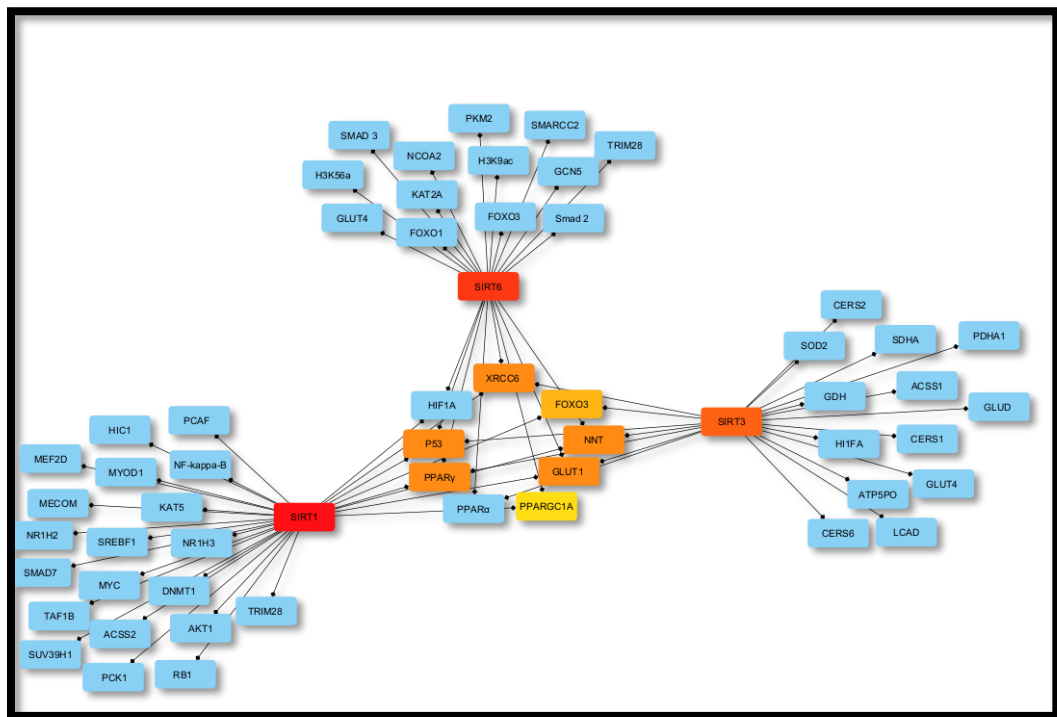 PKM2
SMARCC2
SMAD 3
TRIM28
NCOA2
H3K9ac
GCN5
H3K56a
KAT2A
GLUT4
FOXO3
Smad 2
FOXO1
SIRT6
CERS2
SOD2
SDHA
PDHA1
XRCC6
ACSS1
GDH
HIF1A
FOXO3
GLUD
PCAF
SIRT3
HIC1
P53
NNT
HI1FA
CERS1
MEF2D
NF-kappa-B
MYOD1
PPARγ
GLUT1
GLUT4
ATP5PO
MECOM
KAT5
PPARα
PPARGC1A
SIRT1
NR1H2
SREBF1
NR1H3
CERS6
LCAD
SMAD7
MYC
DNMT1
TAF1B
TRIM28
ACSS2
AKT1
SUV39H1
PCK1
RB1